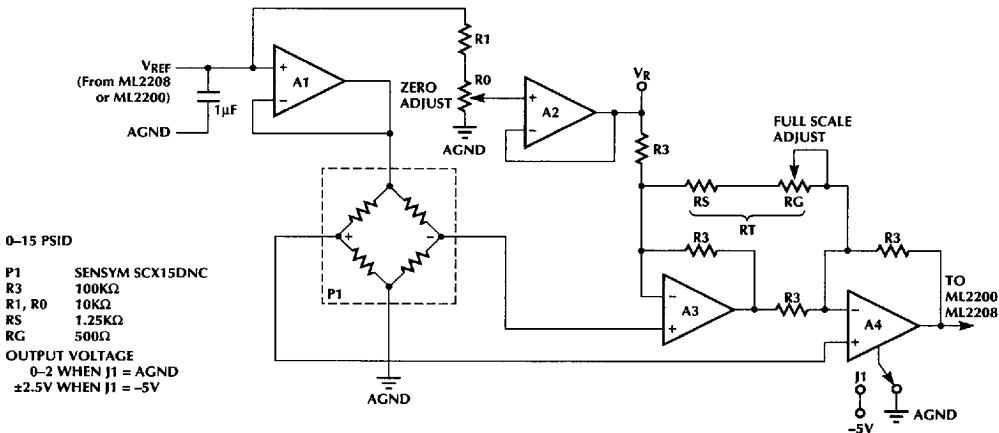 VREF
(From ML2208
or ML2200)
1µF
AGND
+
−
A1
R1
R0
ZERO
ADJUST
AGND
+
−
A2
VR
R3
FULL SCALE
ADJUST
RS
RG
RT
R3
R3
−
+
A3
R3
−
+
A4
TO
ML2200
ML2208
J1
AGND
−5V
+
−
P1
AGND
0–15 PSID
P1 SENSYM SCX15DNC
R3 100KΩ
R1, R0 10KΩ
RS 1.25KΩ
RG 500Ω
OUTPUT VOLTAGE
0–2 WHEN J1 = AGND
±2.5V WHEN J1 = –5V